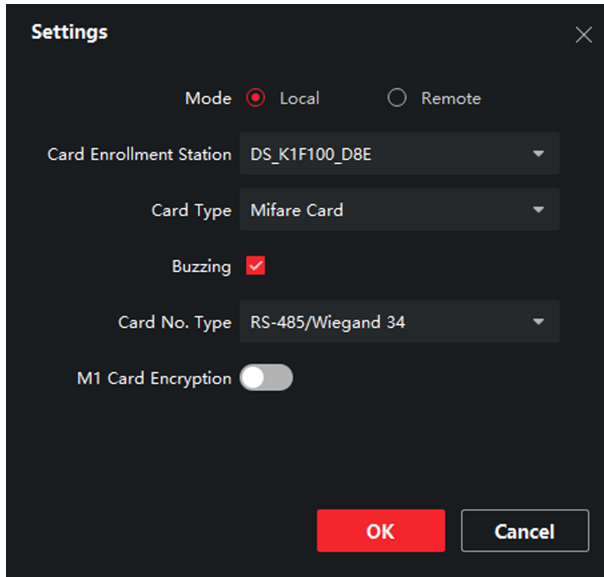 Settings
Mode Local Remote
Card Enrollment Station DS_K1F100_D8E
Card Type Mifare Card
Buzzing
Card No. Type RS-485/Wiegand 34
M1 Card Encryption
OK Cancel